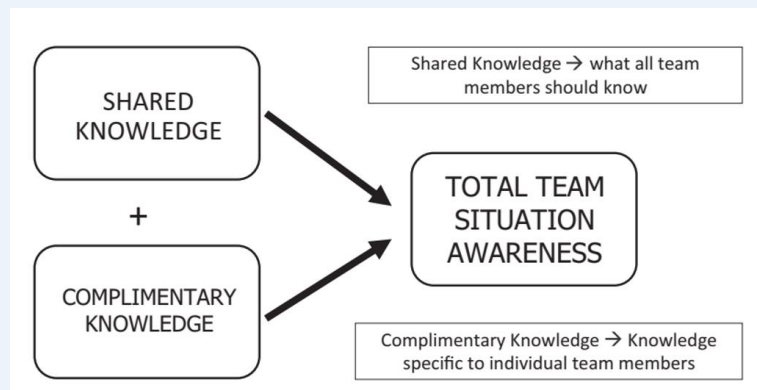 SHARED
KNOWLEDGE
+
COMPLIMENTARY
KNOWLEDGE
Shared Knowledge → what all team
members should know
TOTAL TEAM
SITUATION
AWARENESS
Complimentary Knowledge → Knowledge
specific to individual team members